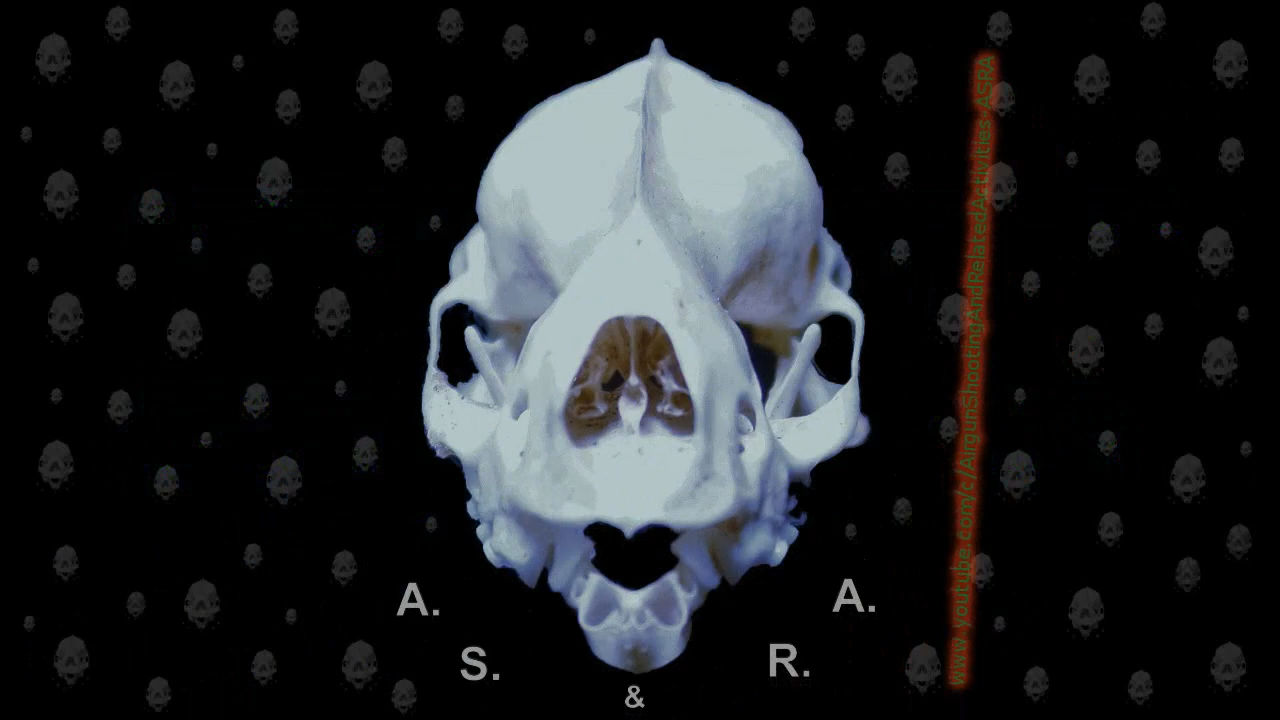 A.
S.
&
R.
A.
www.youtube.com/c/AirgunShootingAndRelatedActivities-ASRA